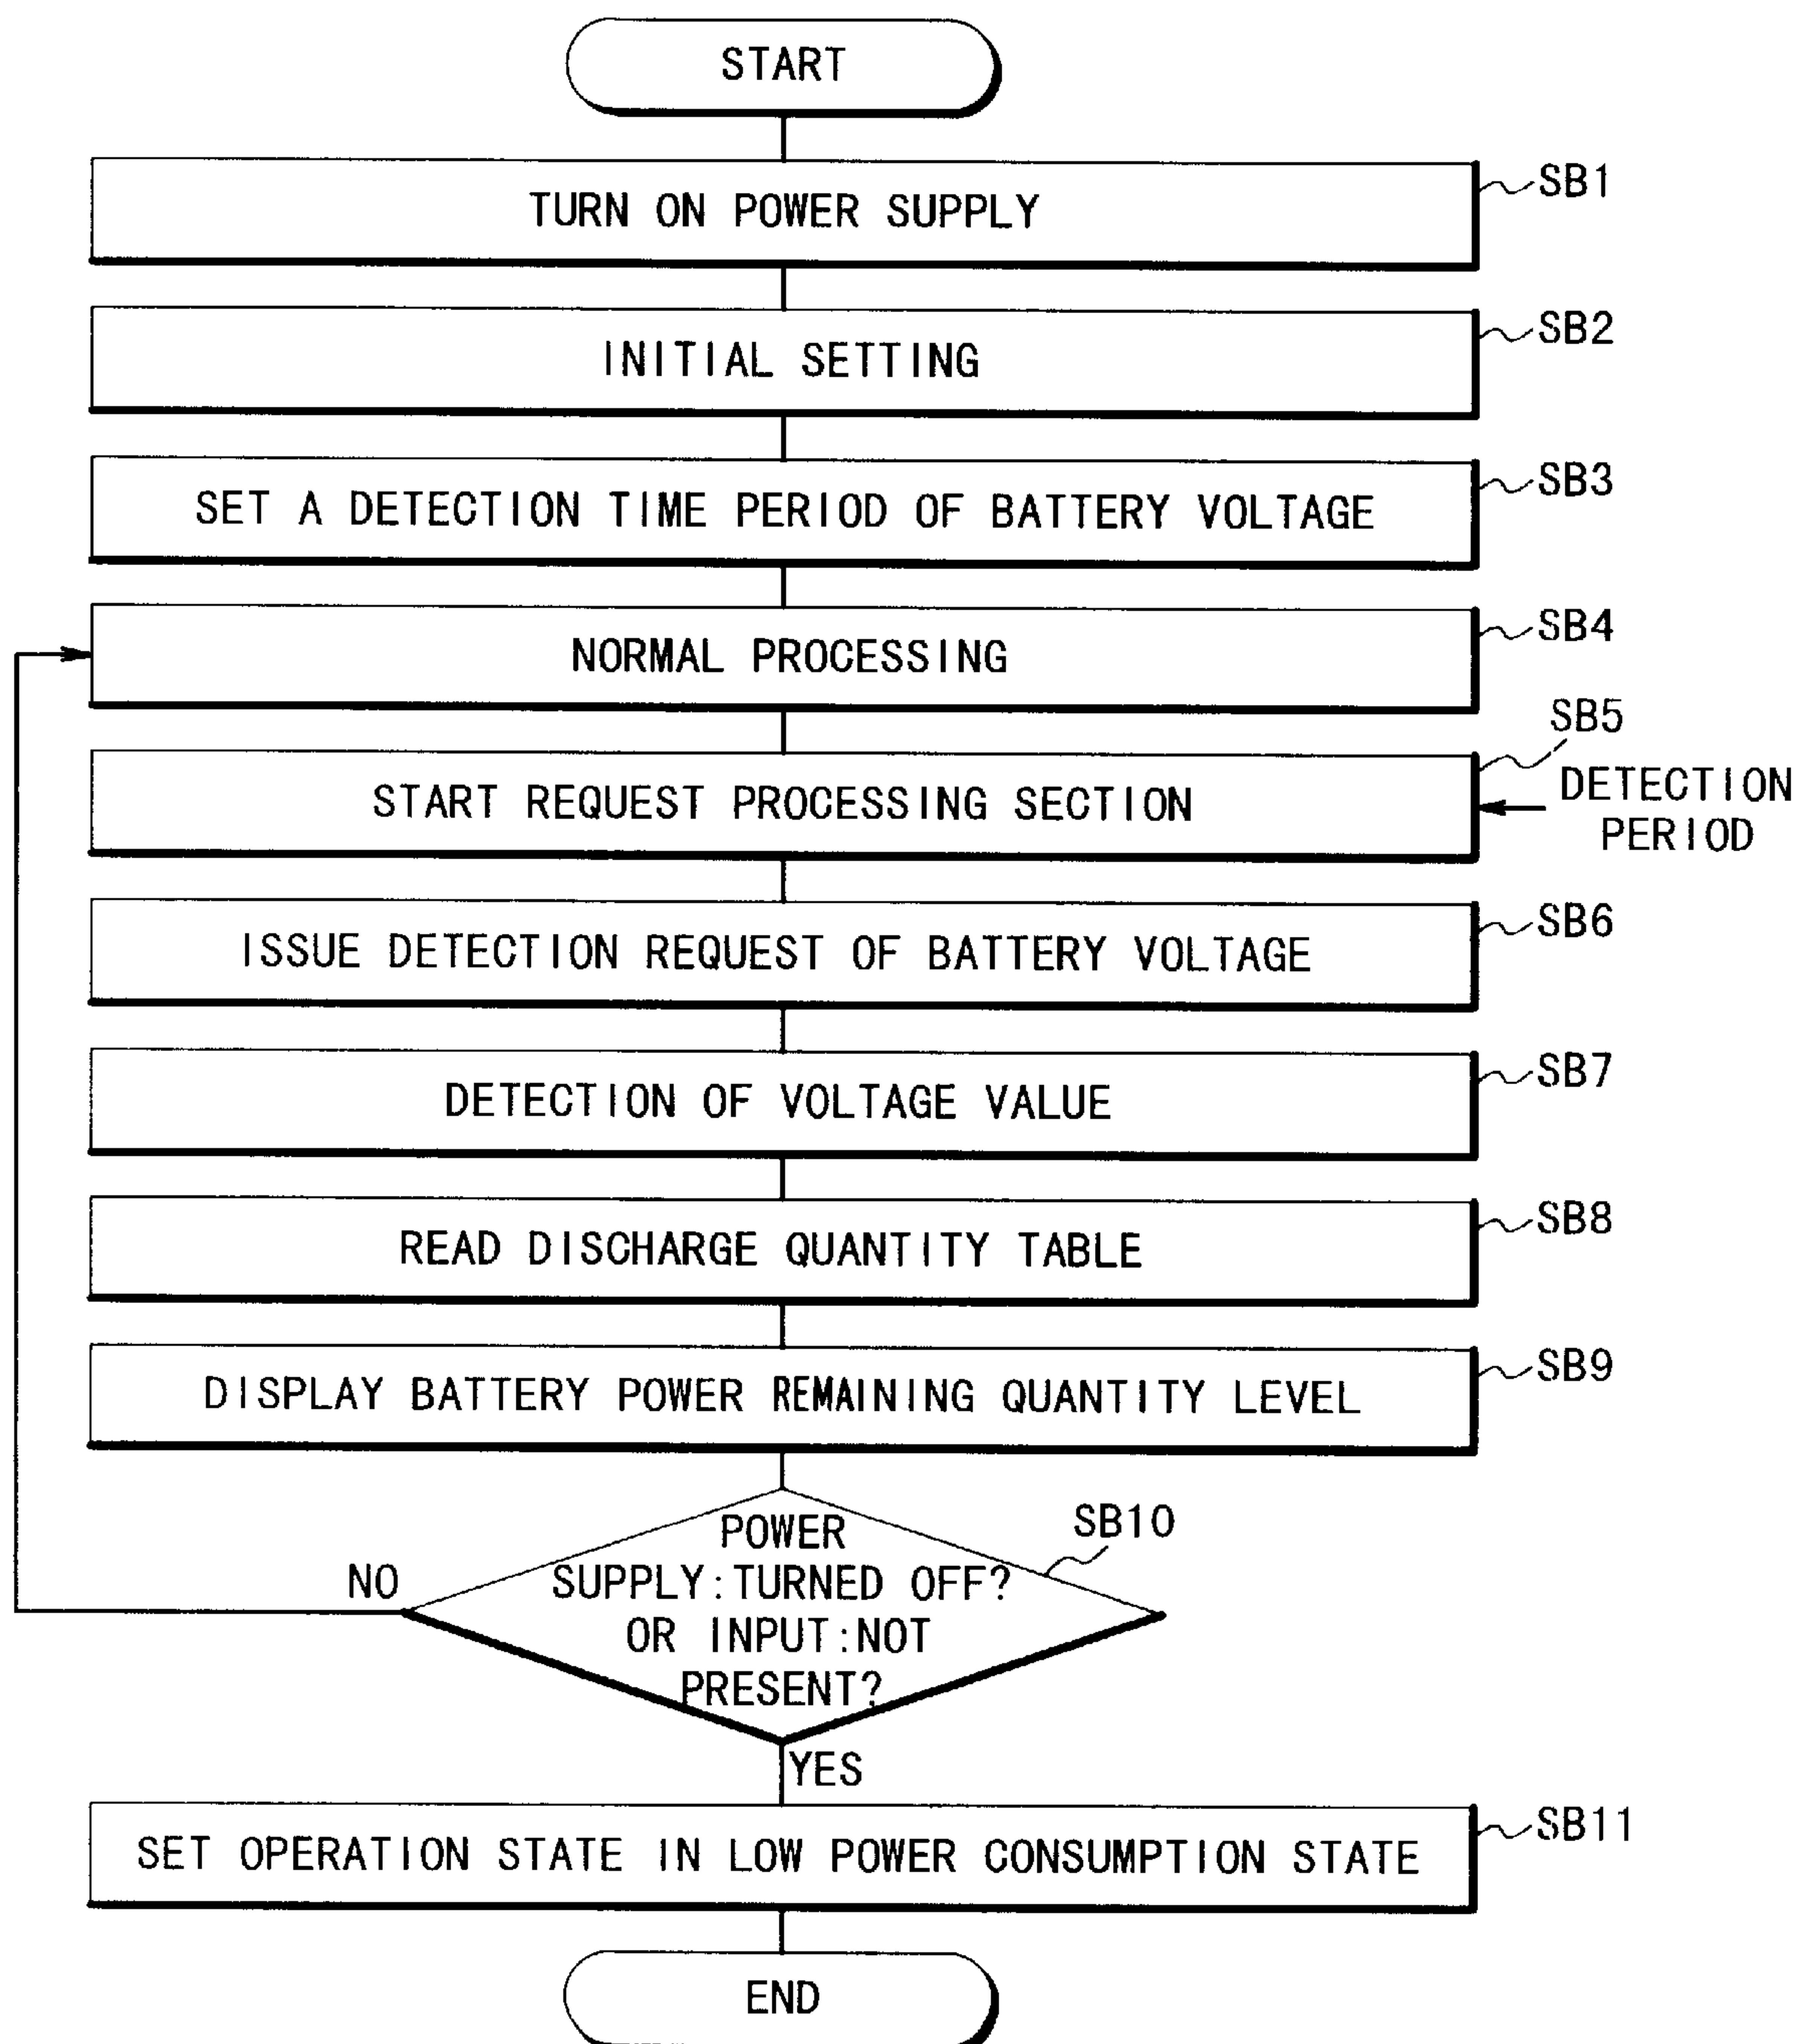 START
TURN ON POWER SUPPLY
SB1
INITIAL SETTING
SB2
SET A DETECTION TIME PERIOD OF BATTERY VOLTAGE
SB3
NORMAL PROCESSING
SB4
START REQUEST PROCESSING SECTION
SB5
DETECTION
PERIOD
ISSUE DETECTION REQUEST OF BATTERY VOLTAGE
SB6
DETECTION OF VOLTAGE VALUE
SB7
READ DISCHARGE QUANTITY TABLE
SB8
DISPLAY BATTERY POWER REMAINING QUANTITY LEVEL
SB9
POWER
SUPPLY:TURNED OFF?
OR INPUT:NOT
PRESENT?
SB10
NO
YES
SET OPERATION STATE IN LOW POWER CONSUMPTION STATE
SB11
END